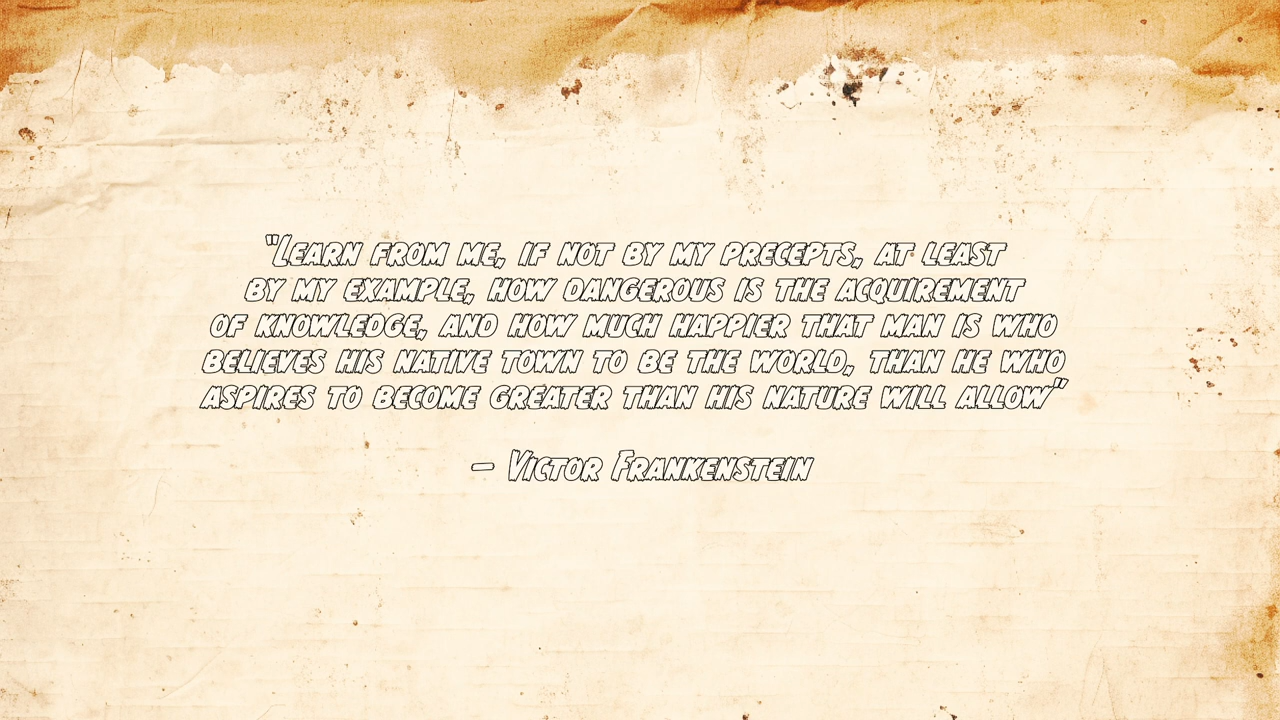 "Learn from me, if not by my precepts, at least
by my example, how dangerous is the acquirement
of knowledge, and how much happier that man is who
believes his native town to be the world, than he who
aspires to become greater than his nature will allow"
– Victor Frankenstein